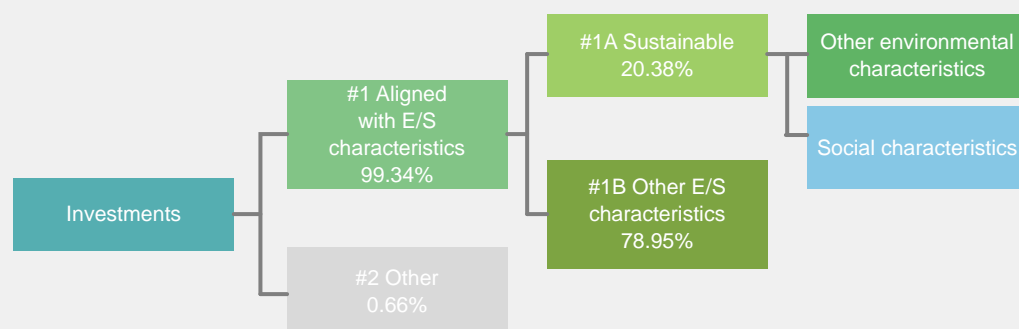 Investments
#1 Aligned
with E/S
characteristics
99.34%
#2 Other
0.66%
#1A Sustainable
20.38%
#1B Other E/S
characteristics
78.95%
Other environmental
characteristics
Social characteristics